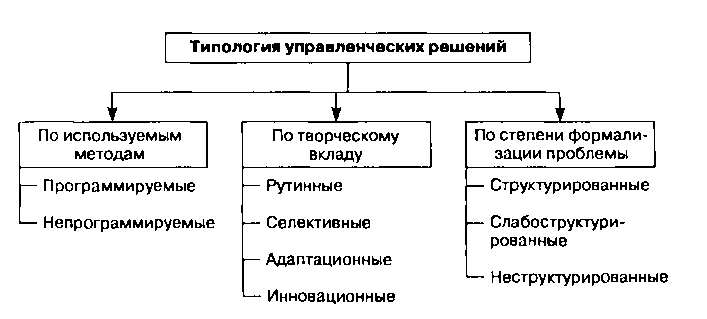 Типология управленческих решений
По используемым
методам
Программируемые
Непрограммируемые
По творческому
вкладу
Рутинные
Селективные
Адаптационные
Инновационные
По степени формали-
зации проблемы
Структурированные
Слабоструктури-
рованные
Неструктурированные